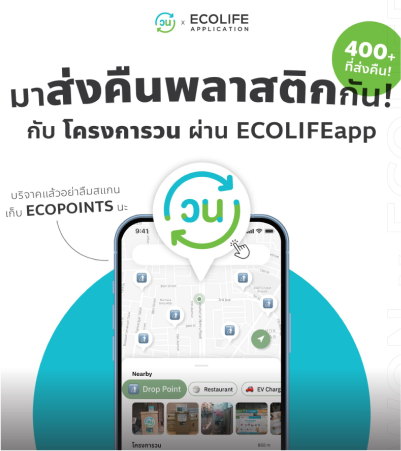 วน x ECOLIFE
APPLICATION
400+
ที่ส่งคืน!
มาส่งคืนพลาสติกกัน!
กับ โครงการวน ผ่าน ECOLIFEapp
บริจาคแล้วอย่าลืมสแกน
เก็บ ECOPOINTS นะ
วน
9:41
Nearby
Drop Point
Restaurant
EV Charg
โครงการวน